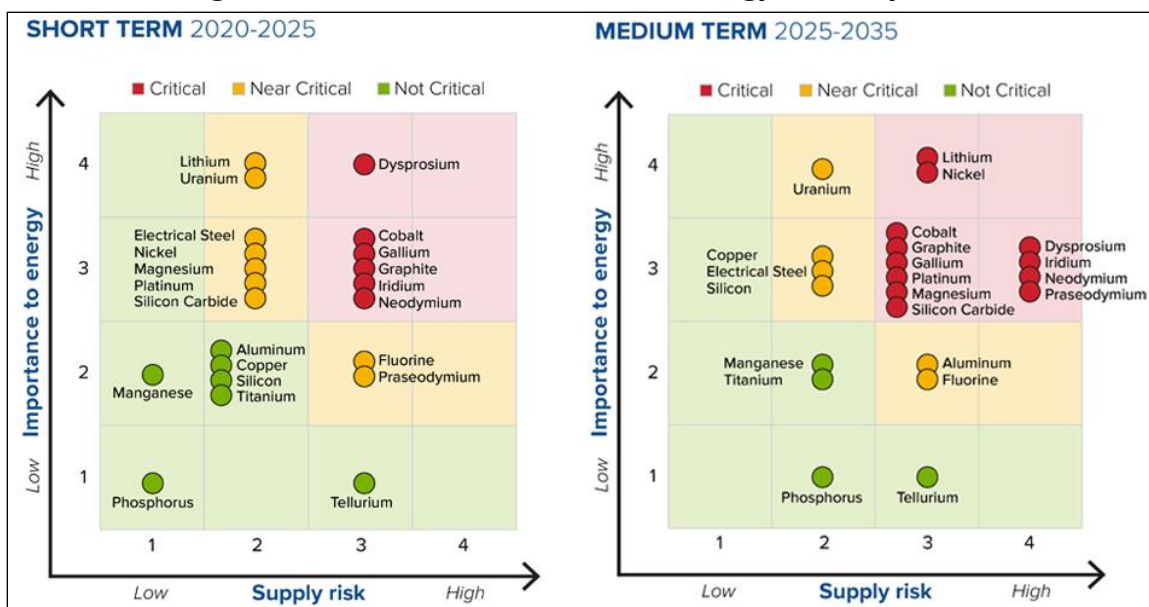 SHORT TERM 2020-2025
Critical
Near Critical
Not Critical
Importance to energy
High
Low
4
3
2
1
Lithium
Uranium
Dysprosium
Electrical Steel
Nickel
Magnesium
Platinum
Silicon Carbide
Cobalt
Gallium
Graphite
Iridium
Neodymium
Manganese
Aluminum
Copper
Silicon
Titanium
Fluorine
Praseodymium
Phosphorus
Tellurium
1
2
3
4
Low
Supply risk
High
MEDIUM TERM 2025-2035
Critical
Near Critical
Not Critical
Importance to energy
High
Low
4
3
2
1
Uranium
Lithium
Nickel
Copper
Electrical Steel
Silicon
Cobalt
Graphite
Gallium
Platinum
Magnesium
Silicon Carbide
Dysprosium
Iridium
Neodymium
Praseodymium
Manganese
Titanium
Aluminum
Fluorine
Phosphorus
Tellurium
1
2
3
4
Low
Supply risk
High